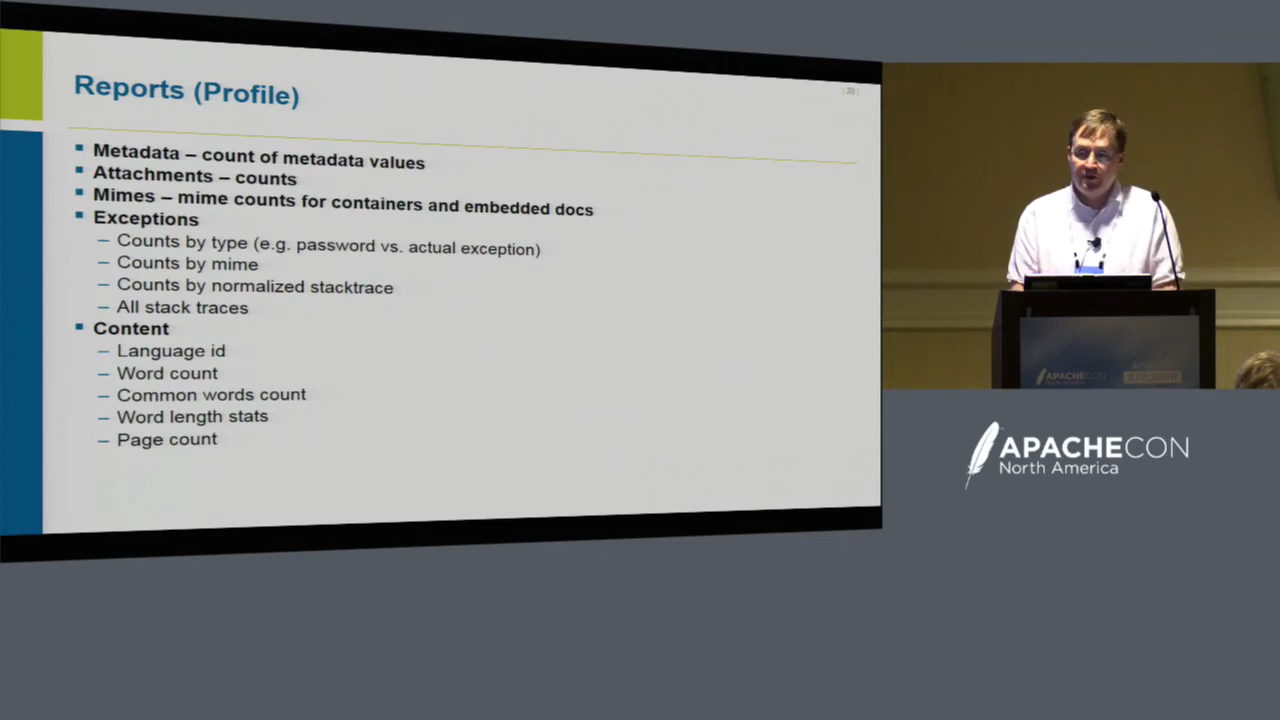 Reports (Profile)
| 28 |
▪ Metadata – count of metadata values
▪ Attachments – counts
▪ Mimes – mime counts for containers and embedded docs
▪ Exceptions
– Counts by type (e.g. password vs. actual exception)
– Counts by mime
– Counts by normalized stacktrace
– All stack traces
▪ Content
– Language id
– Word count
– Common words count
– Word length stats
– Page count
APACHECON
APACHECON
North America